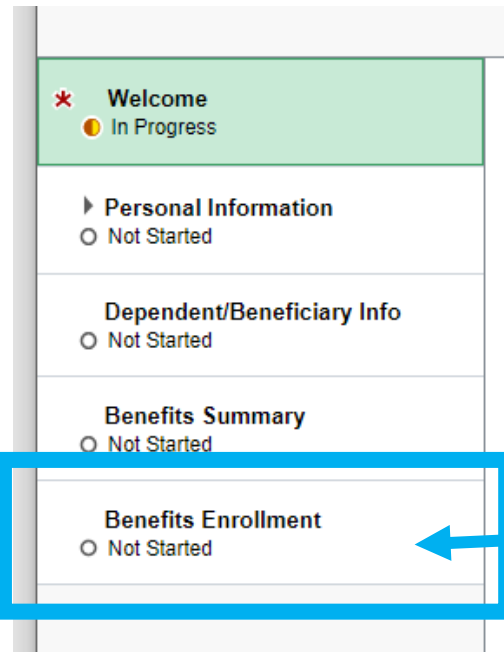 * Welcome
In Progress
Personal Information
Not Started
Dependent/Beneficiary Info
Not Started
Benefits Summary
Not Started
Benefits Enrollment
Not Started